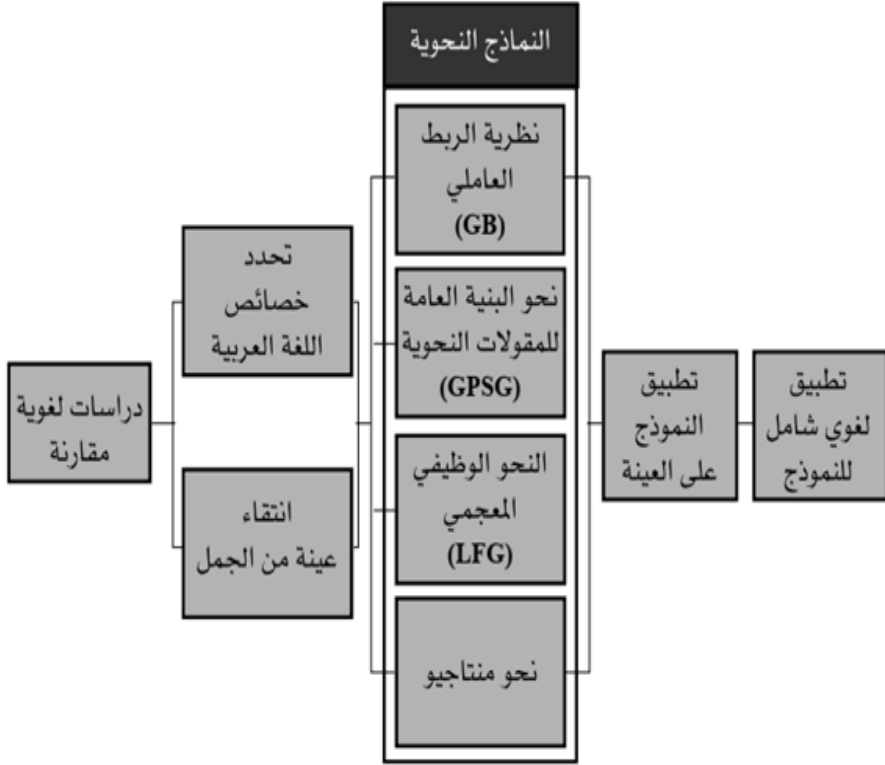 النماذج النحوية
نظرية الربط
العاملي
(GB)
نحو البنية العامة
للمقولات النحوية
(GPSG)
النحو الوظيفي
المعجمي
(LFG)
نحو منتاجيو
تطبيق
لغوي شامل
للنموذج
تطبيق
النموذج
على العينة
تحدد
خصائص
اللغة العربية
انتقاء
عينة من الجمل
دراسات لغوية
مقارنة